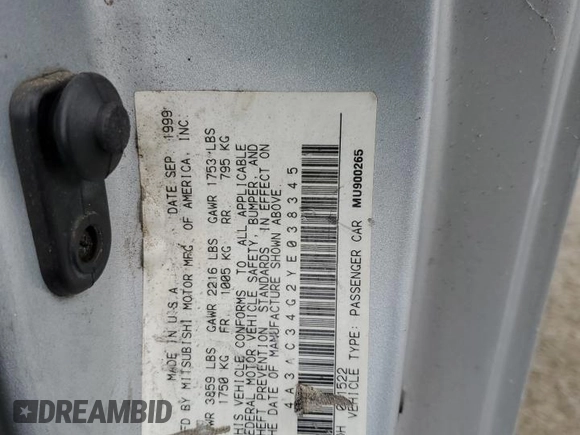 MADE IN U.S.A. DATE SEP 1999
MFD BY MITSUBISHI MOTOR MFG. OF AMERICA, INC.
3859 LBS GAWR 2216 LBS GAWR 1753 LBS
1750 KG FR. 1005 KG RR. 795 KG
THIS VEHICLE CONFORMS TO ALL APPLICABLE
FEDERAL MOTOR VEHICLE SAFETY, BUMPER, AND
THEFT PREVENTION STANDARDS IN EFFECT ON
THE DATE OF MANUFACTURE SHOWN ABOVE.
4A3AC34G2YE038345
522
VEHICLE TYPE: PASSENGER CAR MU900265
DREAMBID